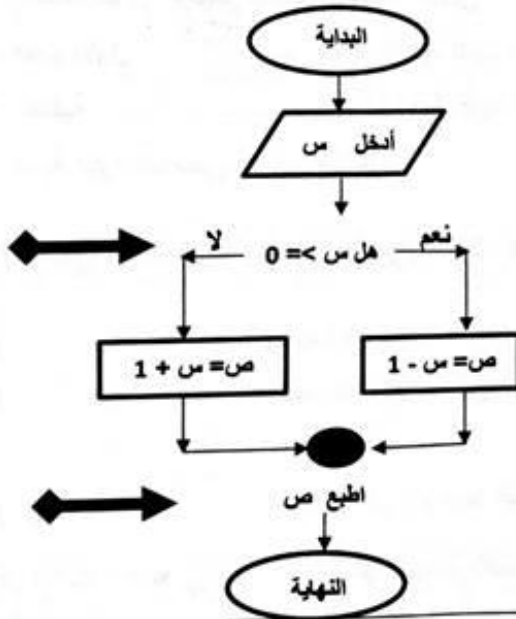 البداية
أدخل س
نعم
هل س >= 0
لا
ص= س - 1
ص= س + 1
اطبع ص
النهاية